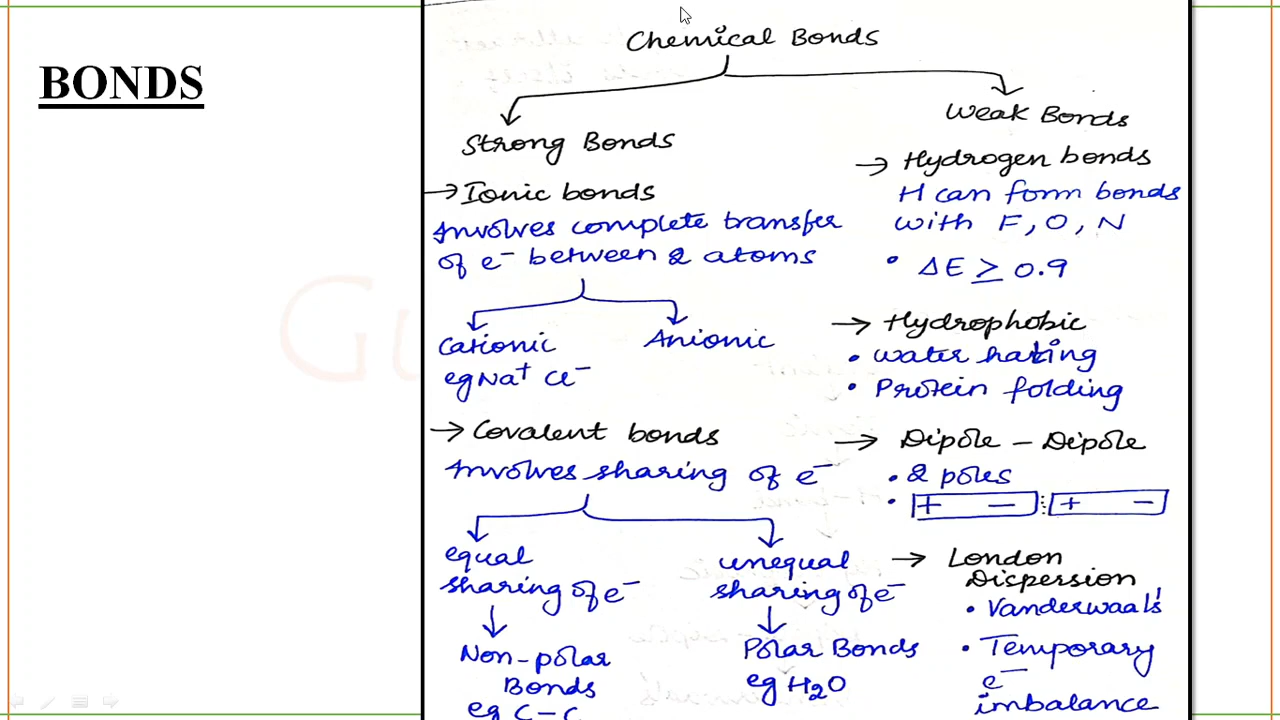 BONDS
Chemical Bonds
Strong Bonds
→ Ionic bonds
Involves complete transfer
of e⁻ between 2 atoms
Cationic Anionic
eg Na⁺ Cl⁻
→ Covalent bonds
Involves sharing of e⁻
equal unequal
sharing of e⁻ sharing of e⁻
Non-polar Polar Bonds
Bonds eg H₂O
eg C-C
Weak Bonds
→ Hydrogen bonds
H can form bonds
with F, O, N
• ΔE ≥ 0.9
→ Hydrophobic
• water hating
• Protein folding
→ Dipole - Dipole
• 2 poles
• + - + -
→ London
Dispersion
• Vanderwaal's
• Temporary
e⁻
imbalance